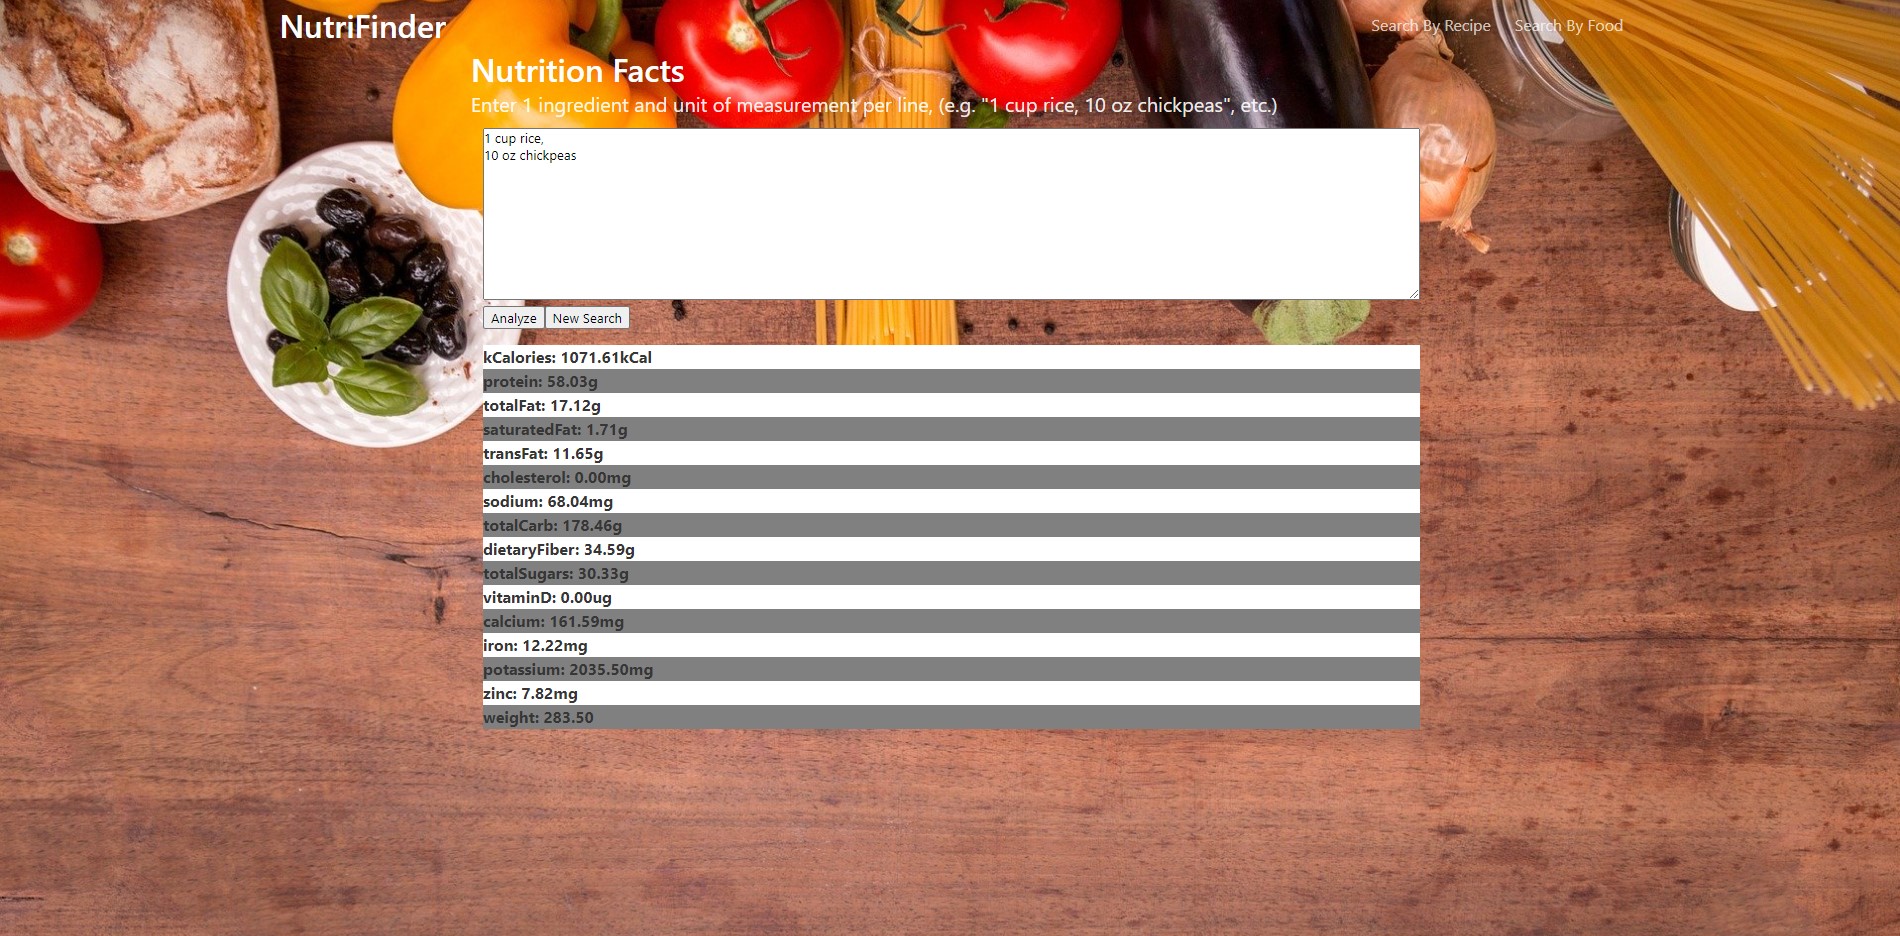 NutriFinder
Search By Recipe
Search By Food
Nutrition Facts
Enter 1 ingredient and unit of measurement per line, (e.g. "1 cup rice, 10 oz chickpeas", etc.)
1 cup rice,
10 oz chickpeas
Analyze
New Search
kCalories: 1071.61kCal
protein: 58.03g
totalFat: 17.12g
saturatedFat: 1.71g
transFat: 11.65g
cholesterol: 0.00mg
sodium: 68.04mg
totalCarb: 178.46g
dietaryFiber: 34.59g
totalSugars: 30.33g
vitaminD: 0.00ug
calcium: 161.59mg
iron: 12.22mg
potassium: 2035.50mg
zinc: 7.82mg
weight: 283.50